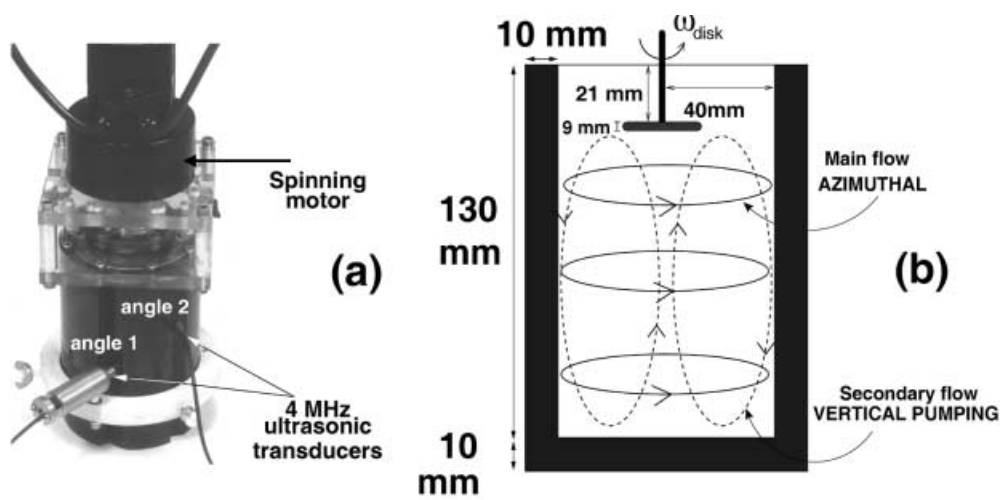 (a)
Spinning
motor
angle 2
angle 1
4 MHz
ultrasonic
transducers
10 mm
ω disk
21 mm
40mm
9 mm
130
mm
10
mm
Main flow
AZIMUTHAL
(b)
Secondary flow
VERTICAL PUMPING